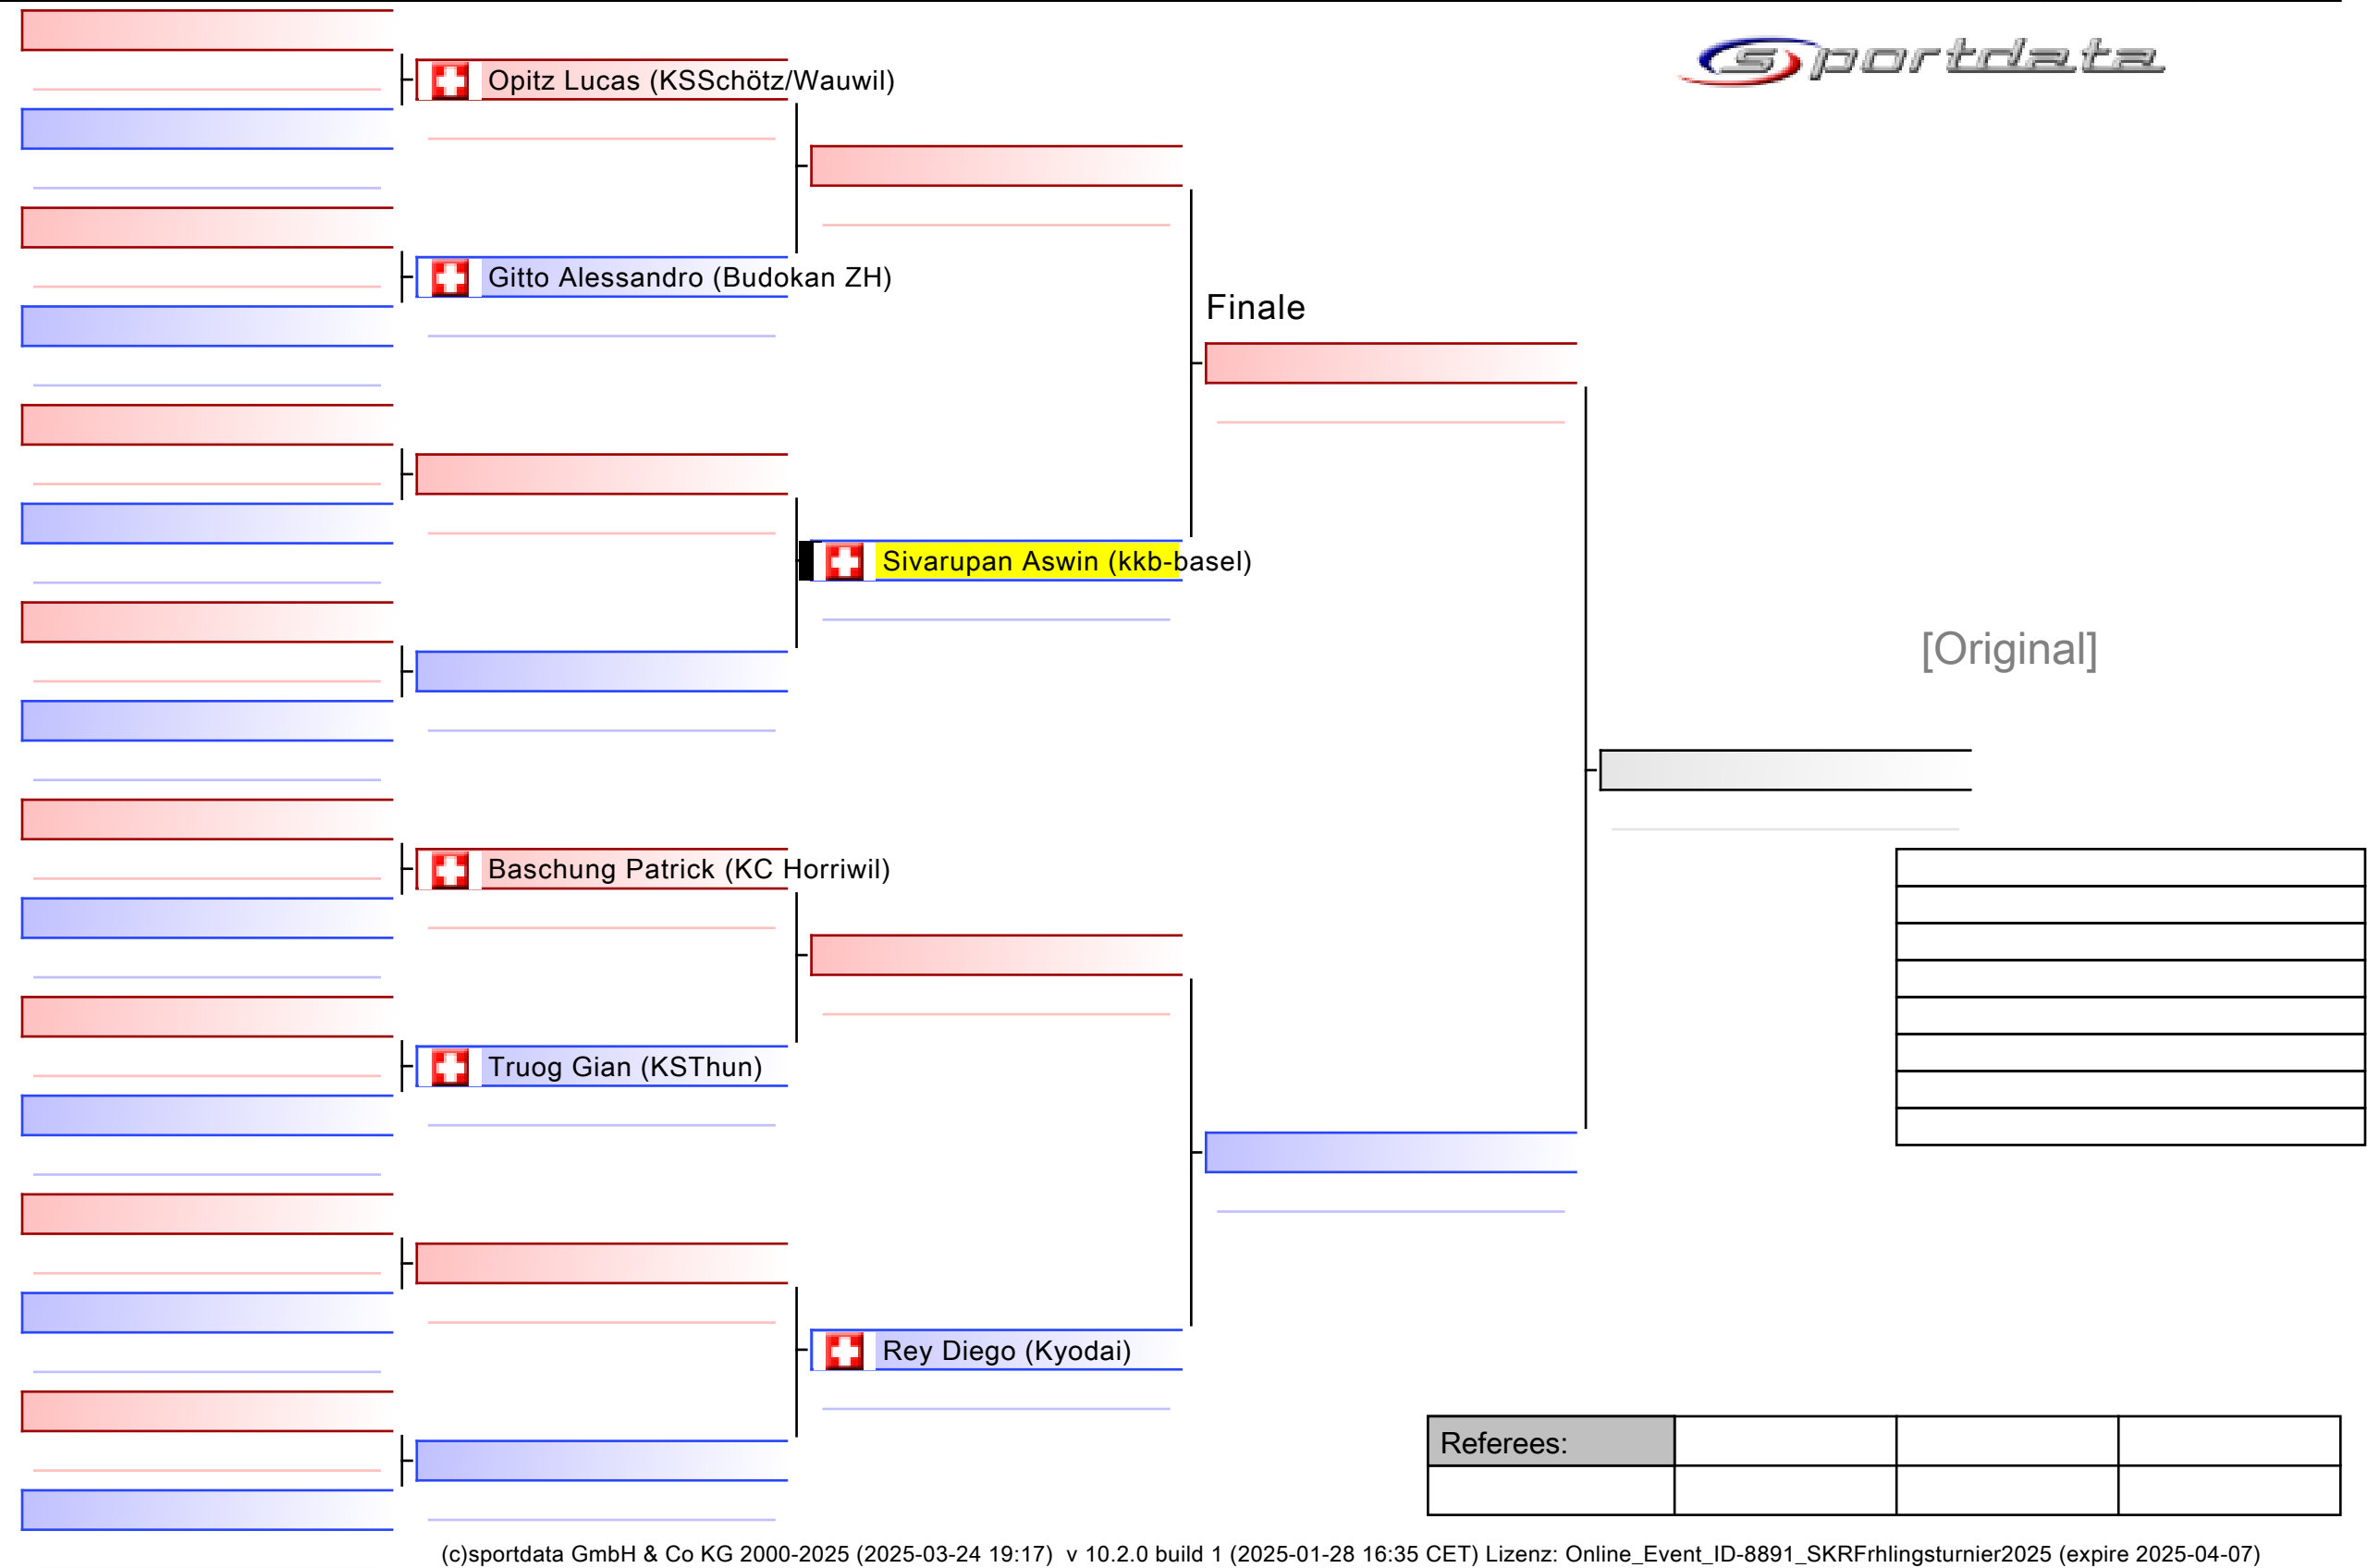 sportdata
Opitz Lucas (KSSchötz/Wauwil)
Gitto Alessandro (Budokan ZH)
Finale
Sivarupan Aswin (kkb-basel)
[Original]
Baschung Patrick (KC Horriwil)
Truog Gian (KSThun)
Rey Diego (Kyodai)
Referees:
(c)sportdata GmbH & Co KG 2000-2025 (2025-03-24 19:17) v 10.2.0 build 1 (2025-01-28 16:35 CET) Lizenz: Online_Event_ID-8891_SKRFrhlingsturnier2025 (expire 2025-04-07)